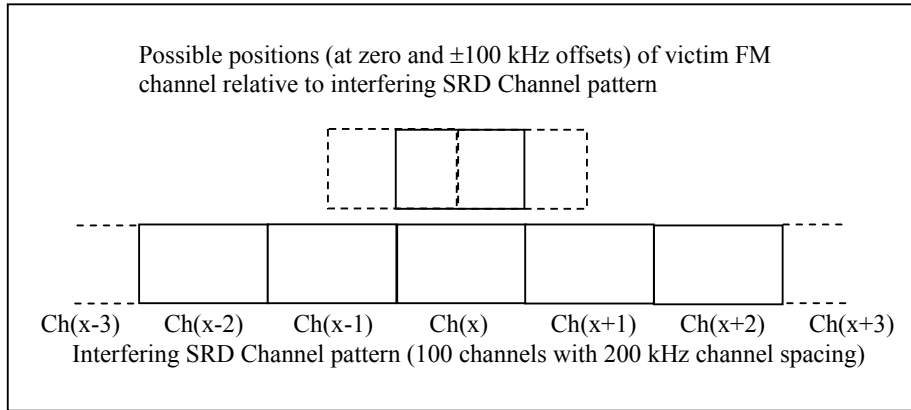 Possible positions (at zero and ±100 kHz offsets) of victim FM
channel relative to interfering SRD Channel pattern
Ch(x-3) Ch(x-2) Ch(x-1) Ch(x) Ch(x+1) Ch(x+2) Ch(x+3)
Interfering SRD Channel pattern (100 channels with 200 kHz channel spacing)